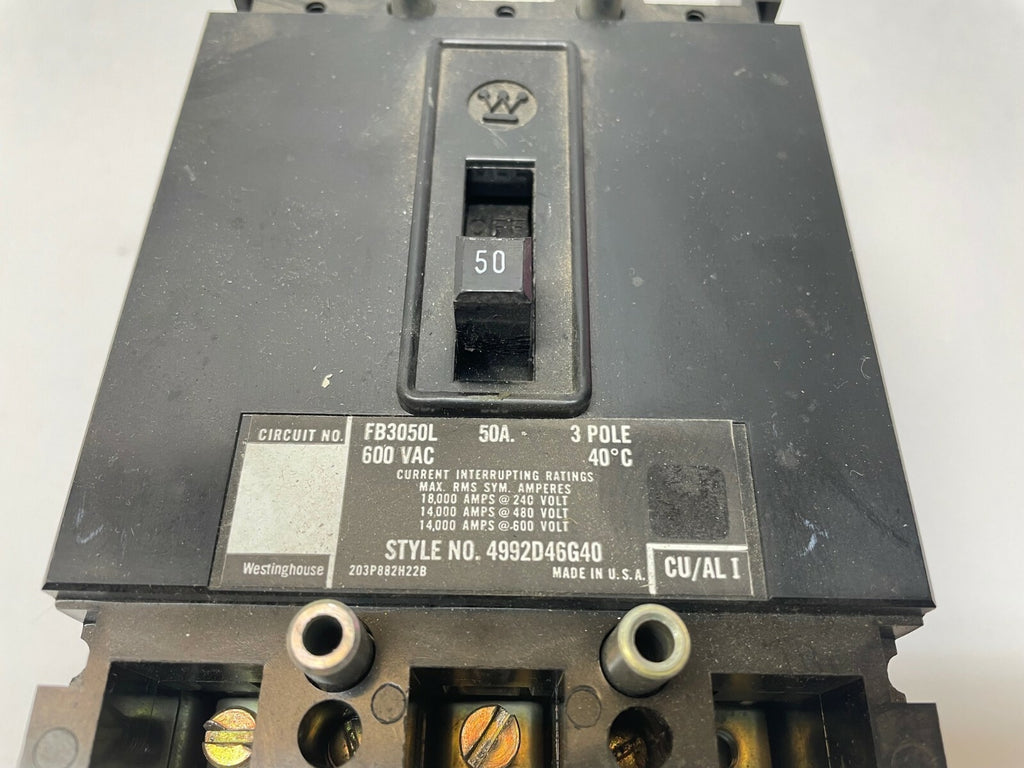 W
OFF
50
CIRCUIT NO.
FB3050L 50A. 3 POLE
600 VAC 40°C
CURRENT INTERRUPTING RATINGS
MAX. RMS SYM. AMPERES
18,000 AMPS @ 240 VOLT
14,000 AMPS @ 480 VOLT
14,000 AMPS @ 600 VOLT
STYLE NO. 4992D46G40
Westinghouse 203P882H22B MADE IN U.S.A.
CU/AL I